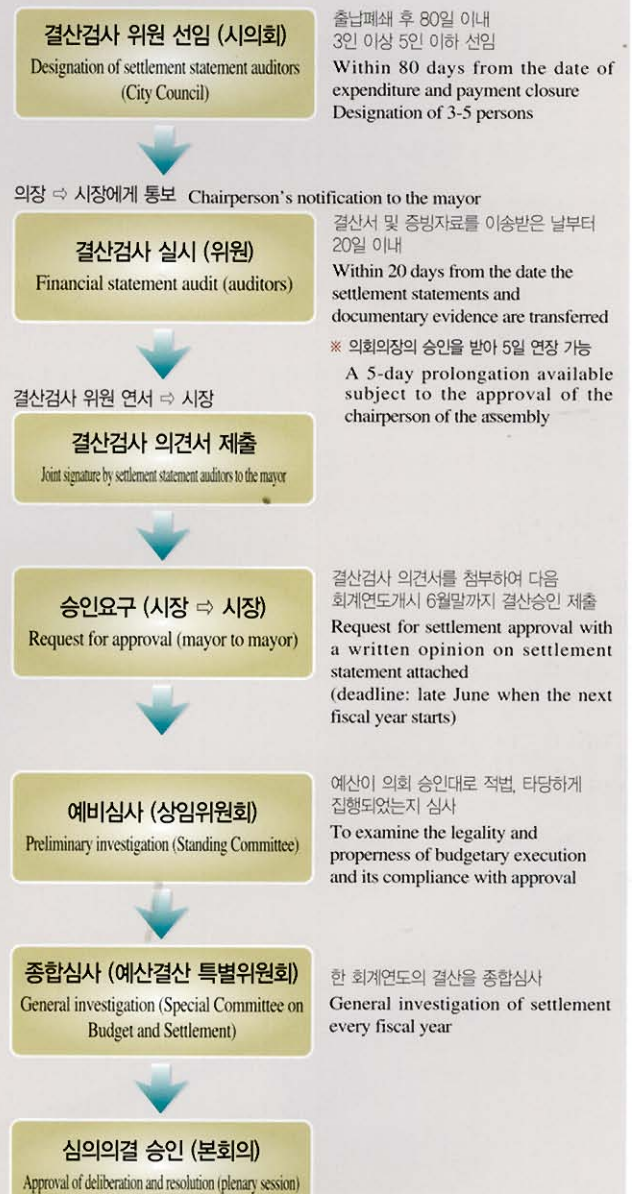 결산검사 위원 선임 (시의회)
Designation of settlement statement auditors
(City Council)
출납폐쇄 후 80일 이내
3인 이상 5인 이하 선임
Within 80 days from the date of
expenditure and payment closure
Designation of 3-5 persons
의장 ⇨ 시장에게 통보 Chairperson's notification to the mayor
결산검사 실시 (위원)
Financial statement audit (auditors)
결산서 및 증빙자료를 이송받은 날부터
20일 이내
Within 20 days from the date the
settlement statements and
documentary evidence are transferred
※ 의회의장의 승인을 받아 5일 연장 가능
A 5-day prolongation available
subject to the approval of the
chairperson of the assembly
결산검사 위원 연서 ⇨ 시장
결산검사 의견서 제출
Joint signature by settlement statement auditors to the mayor
승인요구 (시장 ⇨ 시장)
Request for approval (mayor to mayor)
결산검사 의견서를 첨부하여 다음
회계연도개시 6월말까지 결산승인 제출
Request for settlement approval with
a written opinion on settlement
statement attached
(deadline: late June when the next
fiscal year starts)
예비심사 (상임위원회)
Preliminary investigation (Standing Committee)
예산이 의회 승인대로 적법, 타당하게
집행되었는지 심사
To examine the legality and
properness of budgetary execution
and its compliance with approval
종합심사 (예산결산 특별위원회)
General investigation (Special Committee on
Budget and Settlement)
한 회계연도의 결산을 종합심사
General investigation of settlement
every fiscal year
심의의결 승인 (본회의)
Approval of deliberation and resolution (plenary session)